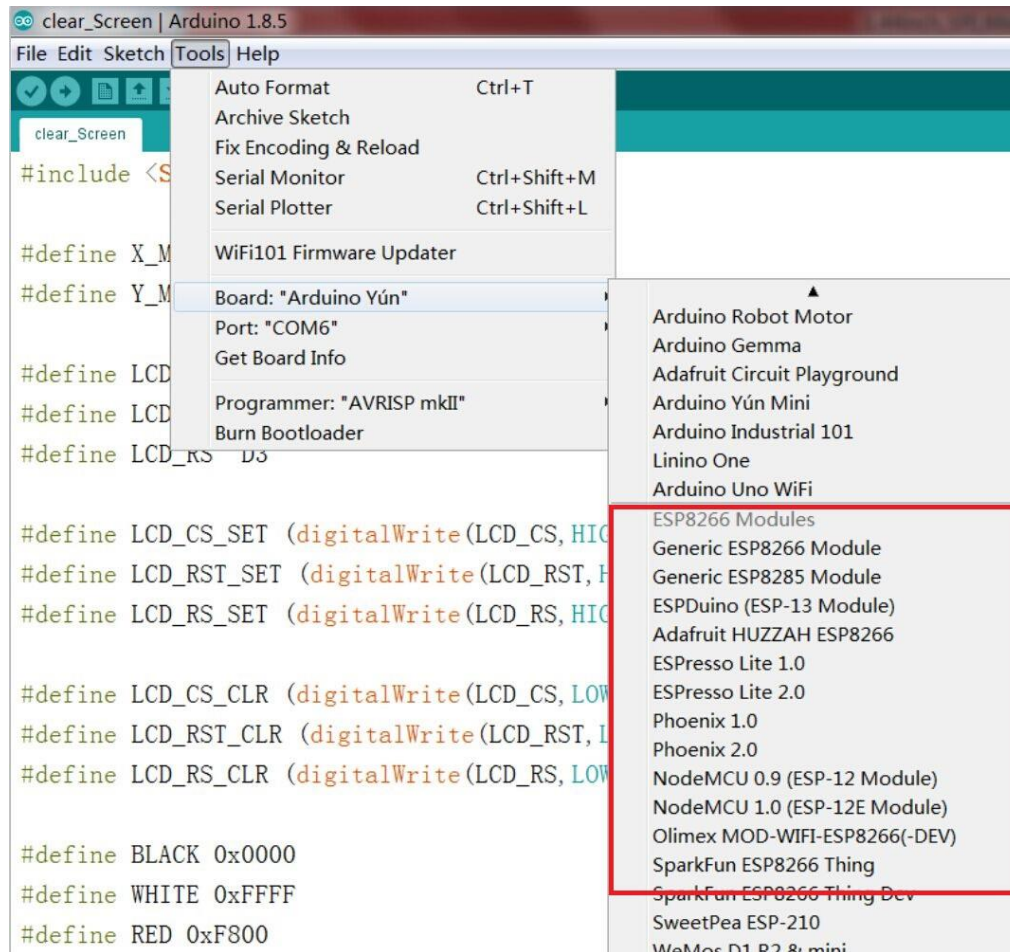 clear_Screen | Arduino 1.8.5
File Edit Sketch Tools Help
clear_Screen
Auto Format Ctrl+T
Archive Sketch
Fix Encoding & Reload
Serial Monitor Ctrl+Shift+M
Serial Plotter Ctrl+Shift+L
WiFi101 Firmware Updater
Board: "Arduino Yún"
Port: "COM6"
Get Board Info
Programmer: "AVRISP mkII"
Burn Bootloader
Arduino Robot Motor
Arduino Gemma
Adafruit Circuit Playground
Arduino Yún Mini
Arduino Industrial 101
Linino One
Arduino Uno WiFi
ESP8266 Modules
Generic ESP8266 Module
Generic ESP8285 Module
ESPDuino (ESP-13 Module)
Adafruit HUZZAH ESP8266
ESPresso Lite 1.0
ESPresso Lite 2.0
Phoenix 1.0
Phoenix 2.0
NodeMCU 0.9 (ESP-12 Module)
NodeMCU 1.0 (ESP-12E Module)
Olimex MOD-WIFI-ESP8266(-DEV)
SparkFun ESP8266 Thing
SparkFun ESP8266 Thing Dev
SweetPea ESP-210
WeMos D1 R2 & mini
#include <S
#define X_M
#define Y_M
#define LCD
#define LCD
#define LCD_RS D3
#define LCD_CS_SET (digitalWrite(LCD_CS,HIG
#define LCD_RST_SET (digitalWrite(LCD_RST,H
#define LCD_RS_SET (digitalWrite(LCD_RS,HIG
#define LCD_CS_CLR (digitalWrite(LCD_CS,LOW
#define LCD_RST_CLR (digitalWrite(LCD_RST,L
#define LCD_RS_CLR (digitalWrite(LCD_RS,LOW
#define BLACK 0x0000
#define WHITE 0xFFFF
#define RED 0xF800